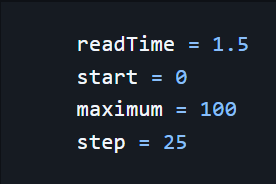 readTime = 1.5
start = 0
maximum = 100
step = 25